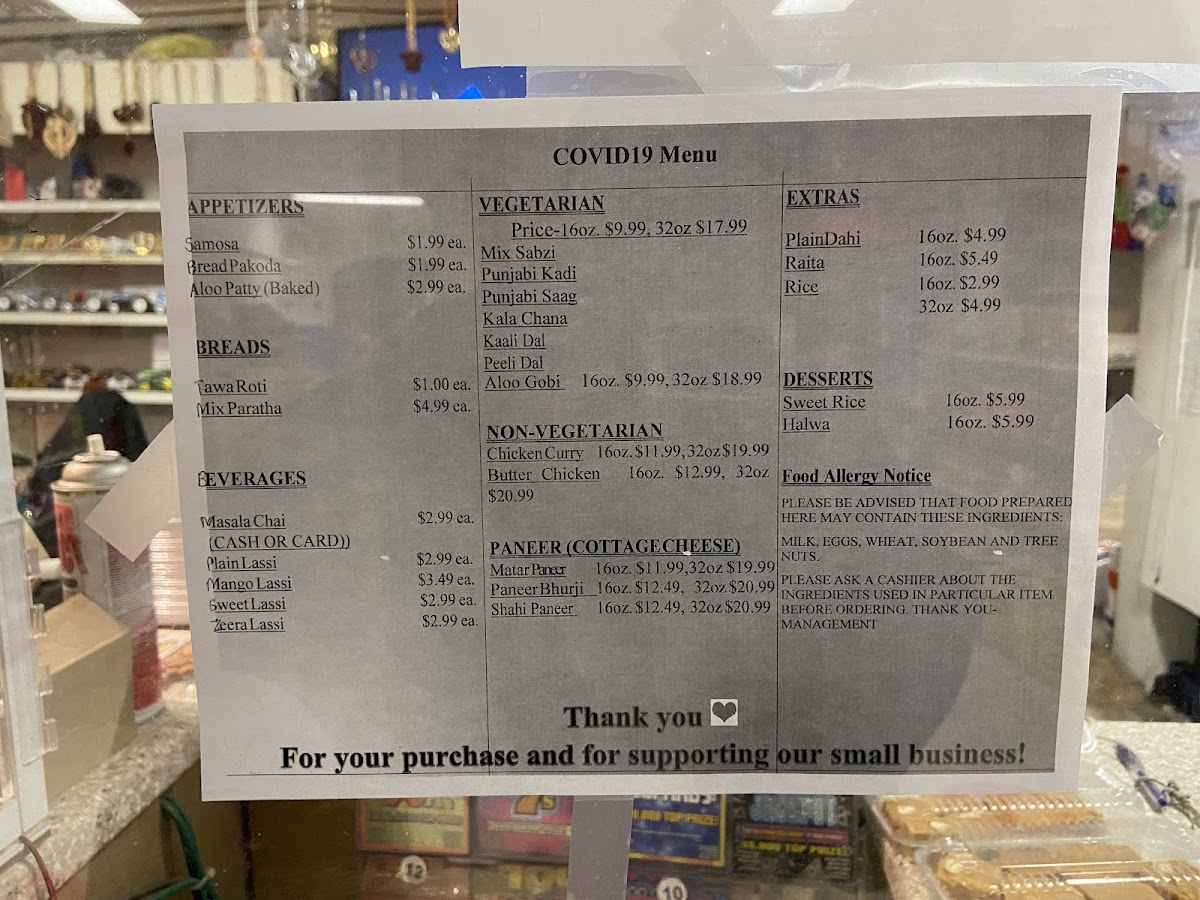 COVID19 Menu
APPETIZERS
Samosa $1.99 ea.
Bread Pakoda $1.99 ea.
Aloo Patty (Baked) $2.99 ea.
BREADS
Tawa Roti $1.00 ea.
Mix Paratha $4.99 ea.
BEVERAGES
Masala Chai $2.99 ea.
(CASH OR CARD))
Plain Lassi $2.99 ea.
Mango Lassi $3.49 ea.
Sweet Lassi $2.99 ea.
Zeera Lassi $2.99 ea.
VEGETARIAN
Price-16oz. $9.99, 32oz $17.99
Mix Sabzi
Punjabi Kadi
Punjabi Saag
Kala Chana
Kaali Dal
Peeli Dal
Aloo Gobi 16oz. $9.99, 32oz $18.99
NON-VEGETARIAN
Chicken Curry 16oz. $11.99, 32oz $19.99
Butter Chicken 16oz. $12.99, 32oz
$20.99
PANEER (COTTAGE CHEESE)
Matar Paneer 16oz. $11.99,32oz $19.99
Paneer Bhurji 16oz. $12.49, 32oz $20.99
Shahi Paneer 16oz. $12.49, 32oz $20.99
EXTRAS
PlainDahi 16oz. $4.99
Raita 16oz. $5.49
Rice 16oz. $2.99
32oz $4.99
DESSERTS
Sweet Rice 16oz. $5.99
Halwa 16oz. $5.99
Food Allergy Notice
PLEASE BE ADVISED THAT FOOD PREPARED
HERE MAY CONTAIN THESE INGREDIENTS:
MILK, EGGS, WHEAT, SOYBEAN AND TREE
NUTS.
PLEASE ASK A CASHIER ABOUT THE
INGREDIENTS USED IN PARTICULAR ITEM
BEFORE ORDERING. THANK YOU-
MANAGEMENT
Thank you
For your purchase and for supporting our small business!
7's
12
10